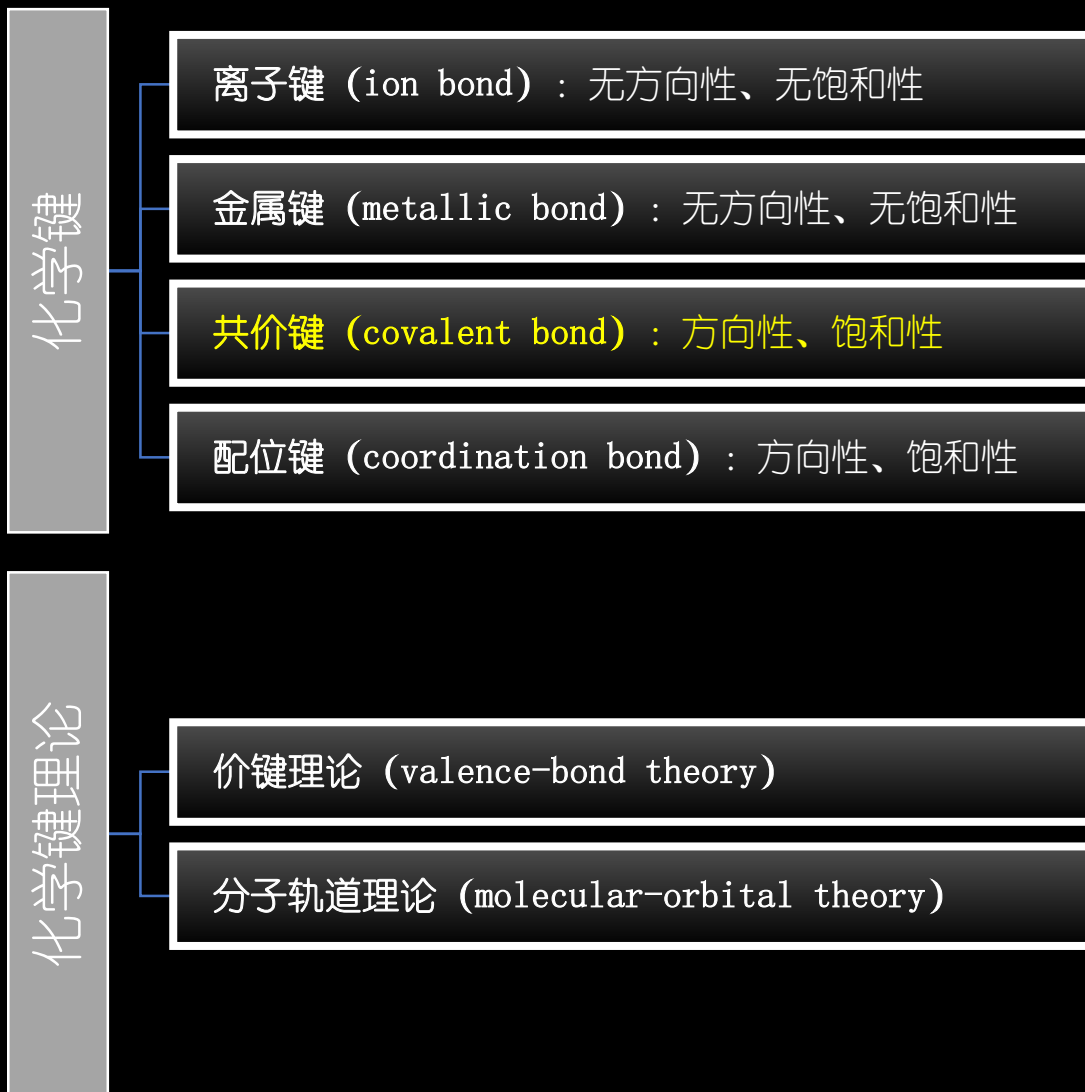 化学键
离子键 (ion bond) : 无方向性、无饱和性
金属键 (metallic bond) : 无方向性、无饱和性
共价键 (covalent bond) : 方向性、饱和性
配位键 (coordination bond) : 方向性、饱和性
化学键理论
价键理论 (valence-bond theory)
分子轨道理论 (molecular-orbital theory)